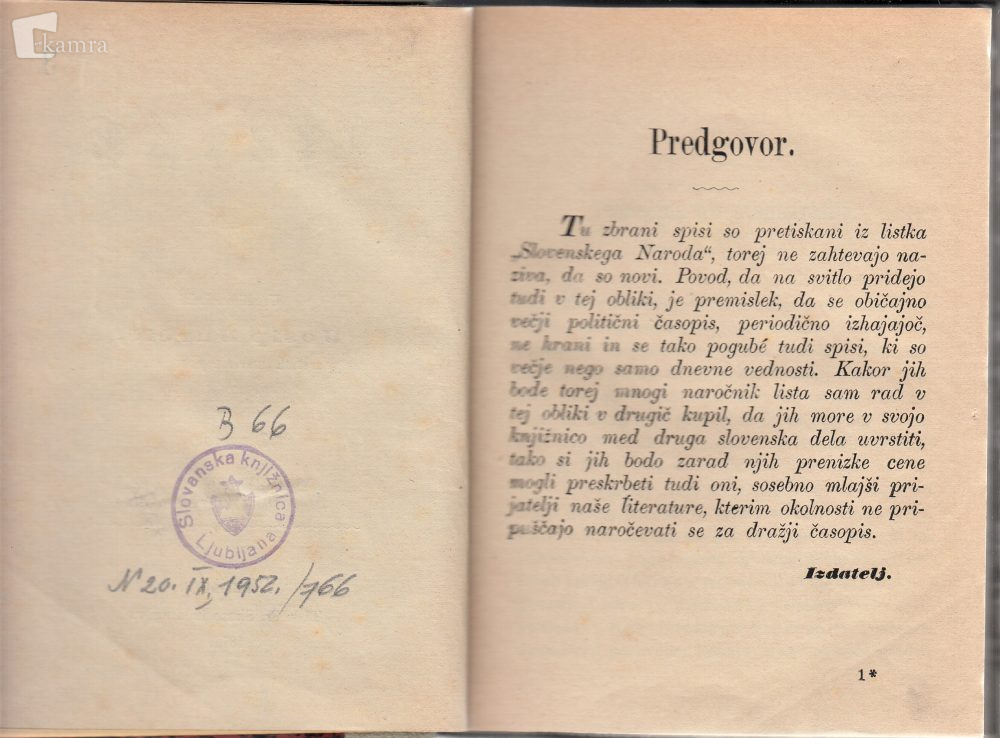 kamra
B 66
Slovanska knjižnica
Ljubljana
N 20. IX. 1952. /766
Predgovor.
Tu zbrani spisi so pretiskani iz listka
„Slovenskega Naroda“, torej ne zahtevajo na-
ziva, da so novi. Povod, da na svitlo pridejo
tudi v tej obliki, je premislek, da se običajno
večji politični časopis, periodično izhajajoč,
ne hrani in se tako pogubé tudi spisi, ki so
večje nego samo dnevne vednosti. Kakor jih
bode torej mnogi naročnik lista sam rad v
tej obliki v drugič kupil, da jih more v svojo
knjižnico med druga slovenska dela uvrstiti,
tako si jih bodo zarad njih prenizke cene
mogli preskrbeti tudi oni, sosebno mlajši pri-
jatelji naše literature, kterim okolnosti ne pri-
puščajo naročevati se za dražji časopis.
Izdatelj.
1*